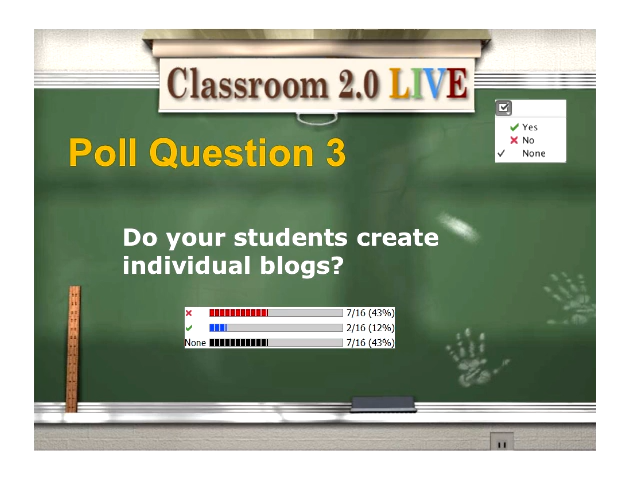 Classroom 2.0 LIVE
Yes
No
None
Poll Question 3
Do your students create
individual blogs?
7/16 (43%)
2/16 (12%)
None 7/16 (43%)